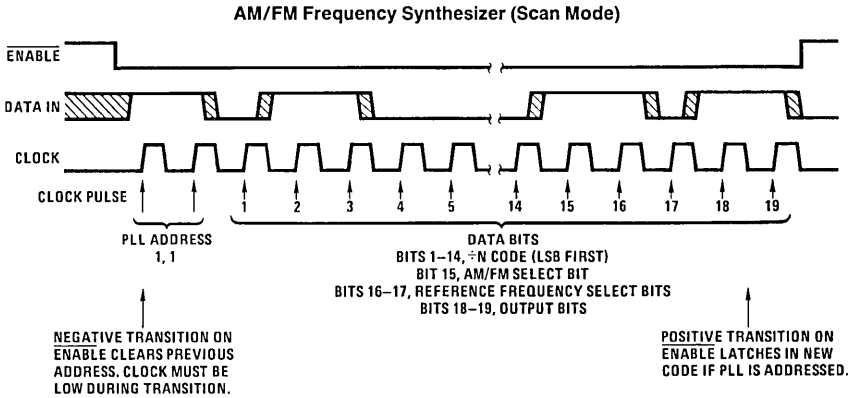 AM/FM Frequency Synthesizer (Scan Mode)
ENABLE
DATA IN
CLOCK
CLOCK PULSE
1 2 3 4 5 14 15 16 17 18 19
PLL ADDRESS
1, 1
DATA BITS
BITS 1–14, ÷N CODE (LSB FIRST)
BIT 15, AM/FM SELECT BIT
BITS 16–17, REFERENCE FREQUENCY SELECT BITS
BITS 18–19, OUTPUT BITS
NEGATIVE TRANSITION ON
ENABLE CLEARS PREVIOUS
ADDRESS. CLOCK MUST BE
LOW DURING TRANSITION.
POSITIVE TRANSITION ON
ENABLE LATCHES IN NEW
CODE IF PLL IS ADDRESSED.